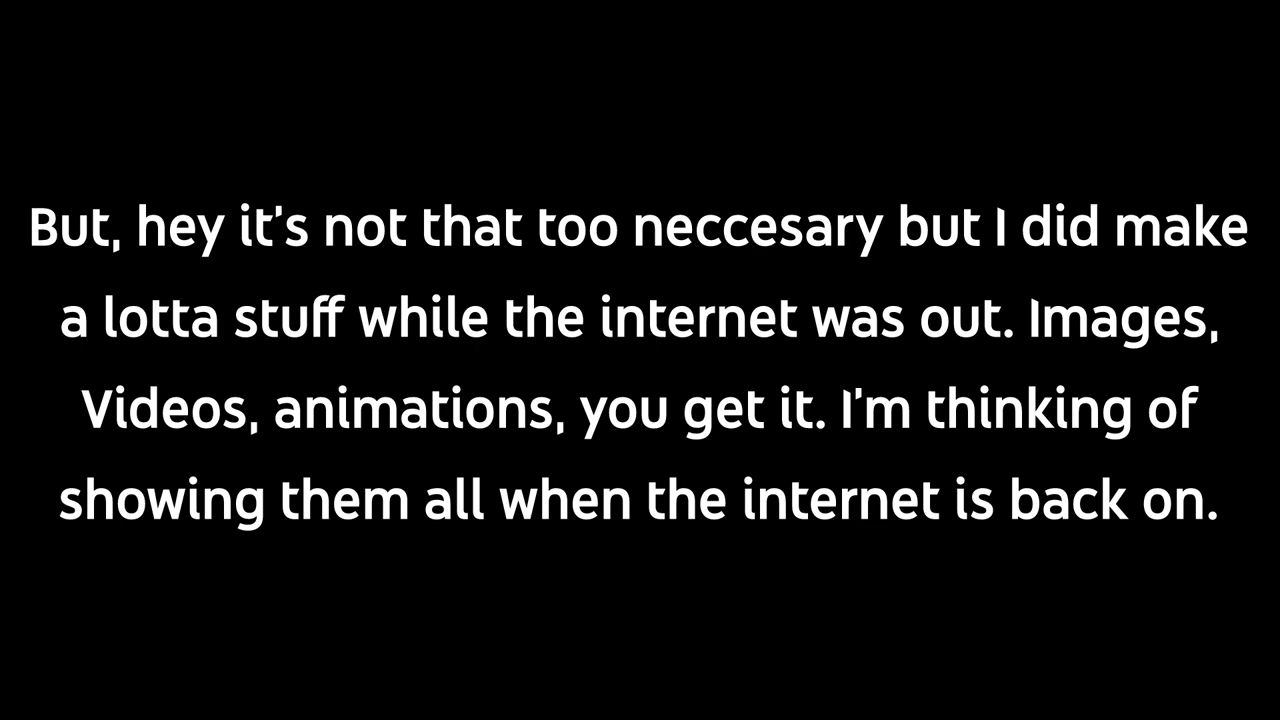 But, hey it's not that too neccesary but I did make
a lotta stuff while the internet was out. Images,
Videos, animations, you get it. I'm thinking of
showing them all when the internet is back on.